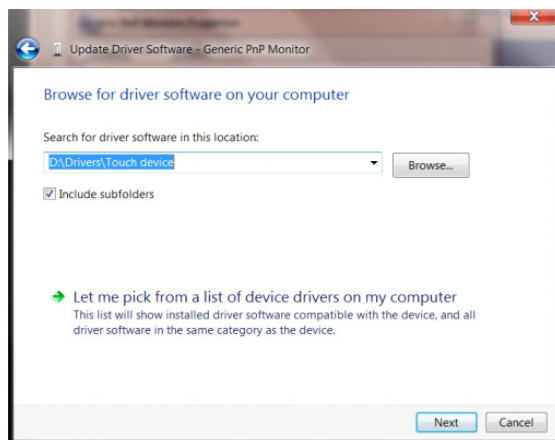 Update Driver Software - Generic PnP Monitor
Browse for driver software on your computer
Search for driver software in this location:
D:\Drivers\Touch device
Browse...
Include subfolders
Let me pick from a list of device drivers on my computer
This list will show installed driver software compatible with the device, and all
driver software in the same category as the device.
Next
Cancel